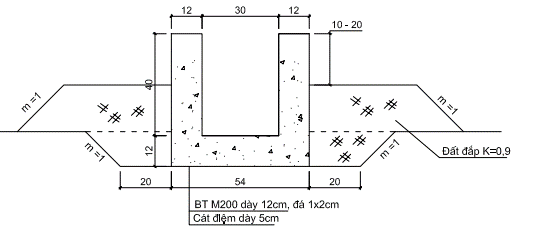 12
30
12
10 - 20
40
m =1
m =1
m =1
m =1
12
Đất đắp K=0,9
20
54
20
BT M200 dày 12cm, đá 1x2cm
Cát đệm dày 5cm